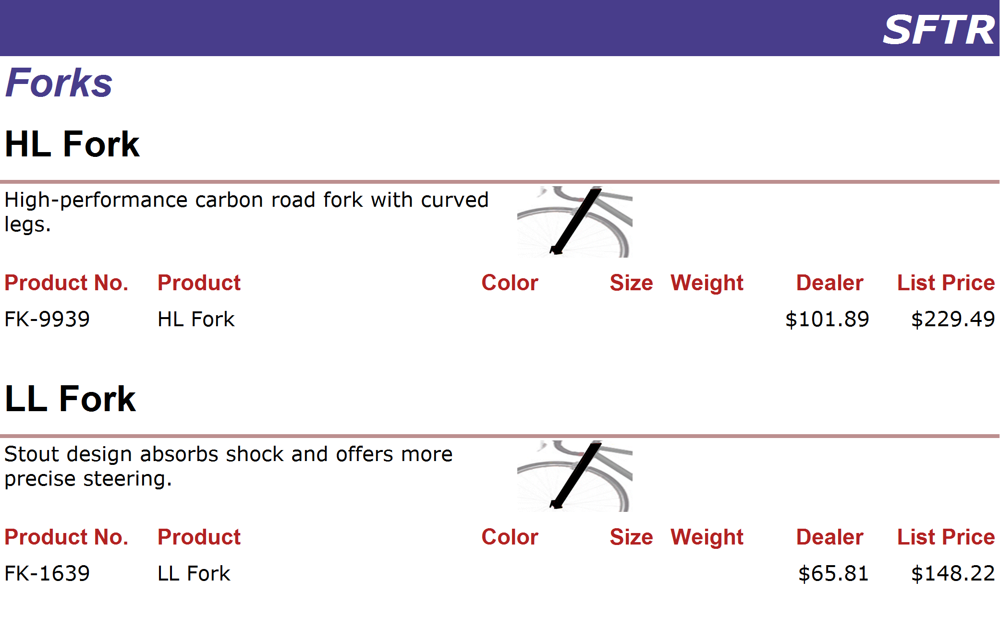 SFTR
Forks
HL Fork
High-performance carbon road fork with curved
legs.
Product No. Product Color Size Weight Dealer List Price
FK-9939 HL Fork $101.89 $229.49
LL Fork
Stout design absorbs shock and offers more
precise steering.
Product No. Product Color Size Weight Dealer List Price
FK-1639 LL Fork $65.81 $148.22